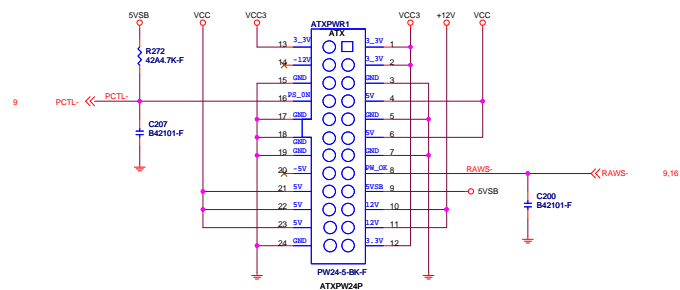 5VSB VCC VCC3 ATXPWR1 VCC3 +12V VCC
ATX
13 3_3V 3_3V 1
R272
42A4.7K-F
14 -12V 3_3V 2
15 GND GND 3
9 PCTL- PCTL- 16 PS_ON 5V 4
17 GND GND 5
C207
B42101-F
18 GND 5V 6
19 GND GND 7
20 -5V PW_OK 8 RAWS- RAWS- 9,16
21 5V 5VSB 9 5VSB
C200
B42101-F
22 5V 12V 10
23 5V 12V 11
24 GND 3.3V 12
PW24-5-BK-F
ATXPW24P